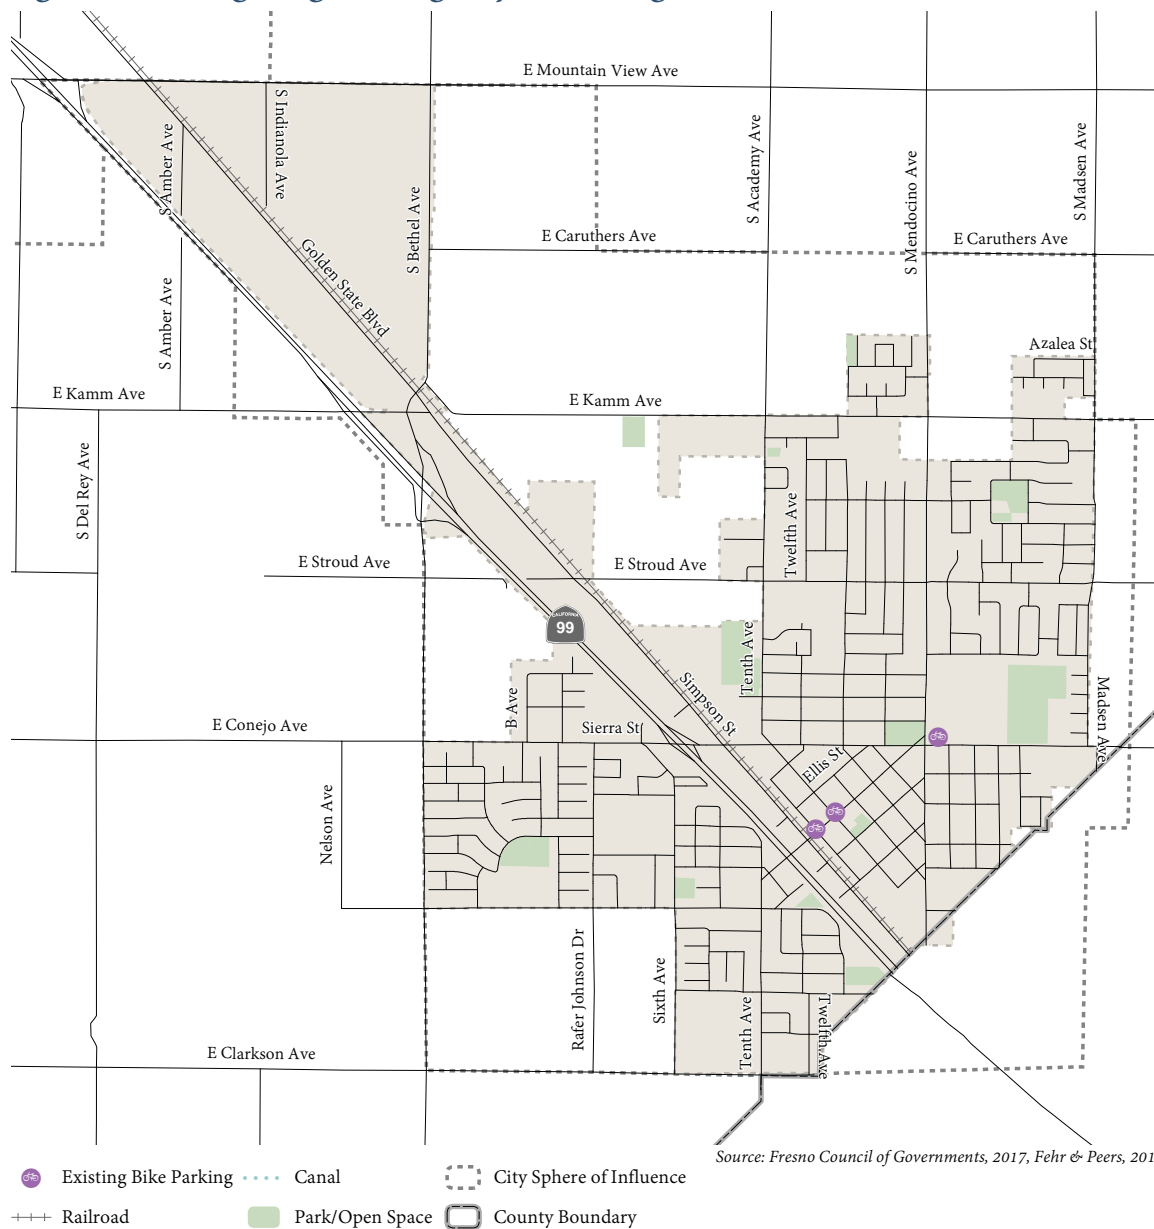 E Mountain View Ave
S Indianola Ave
S Amber Ave
S Academy Ave
S Madsen Ave
S Mendocino Ave
S Bethel Ave
E Caruthers Ave
E Caruthers Ave
Golden State Blvd
S Amber Ave
Azalea St
E Kamm Ave
E Kamm Ave
S Del Rey Ave
Twelfth Ave
E Stroud Ave
E Stroud Ave
CALIFORNIA
99
Tenth Ave
Simpson St
B Ave
Madsen Ave
E Conejo Ave
Sierra St
Ellis St
Nelson Ave
Rafer Johnson Dr
Sixth Ave
Tenth Ave
Twelfth Ave
E Clarkson Ave
Source: Fresno Council of Governments, 2017, Fehr & Peers, 201
Existing Bike Parking
Canal
City Sphere of Influence
Railroad
Park/Open Space
County Boundary